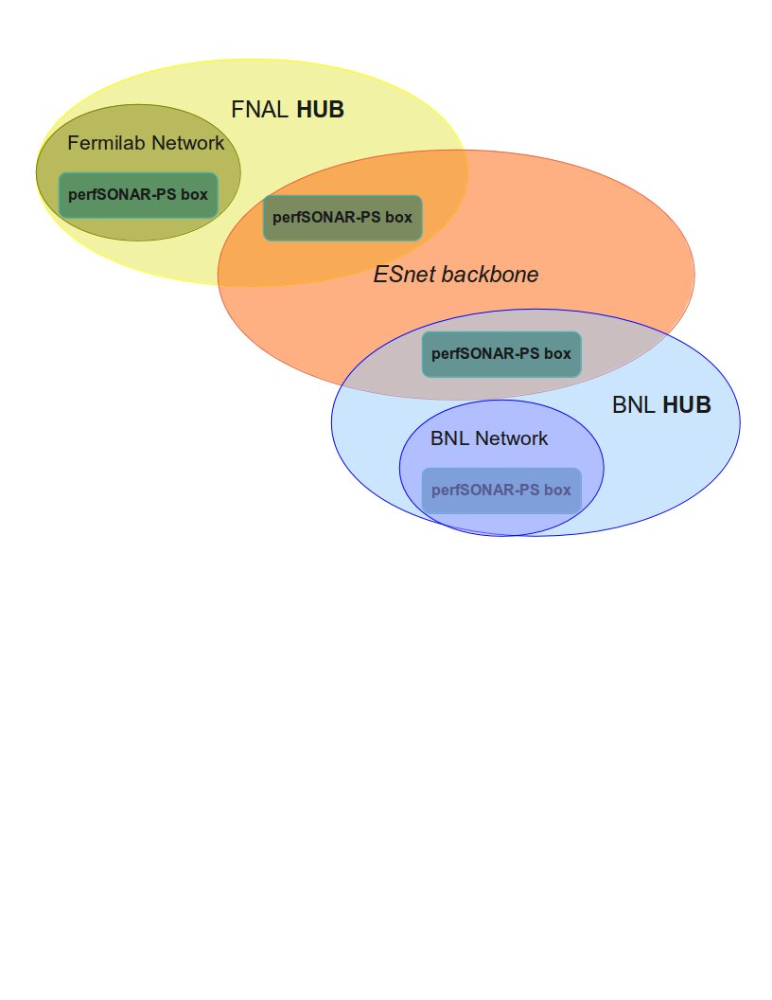 FNAL HUB
Fermilab Network
perfSONAR-PS box
perfSONAR-PS box
ESnet backbone
perfSONAR-PS box
BNL HUB
BNL Network
perfSONAR-PS box